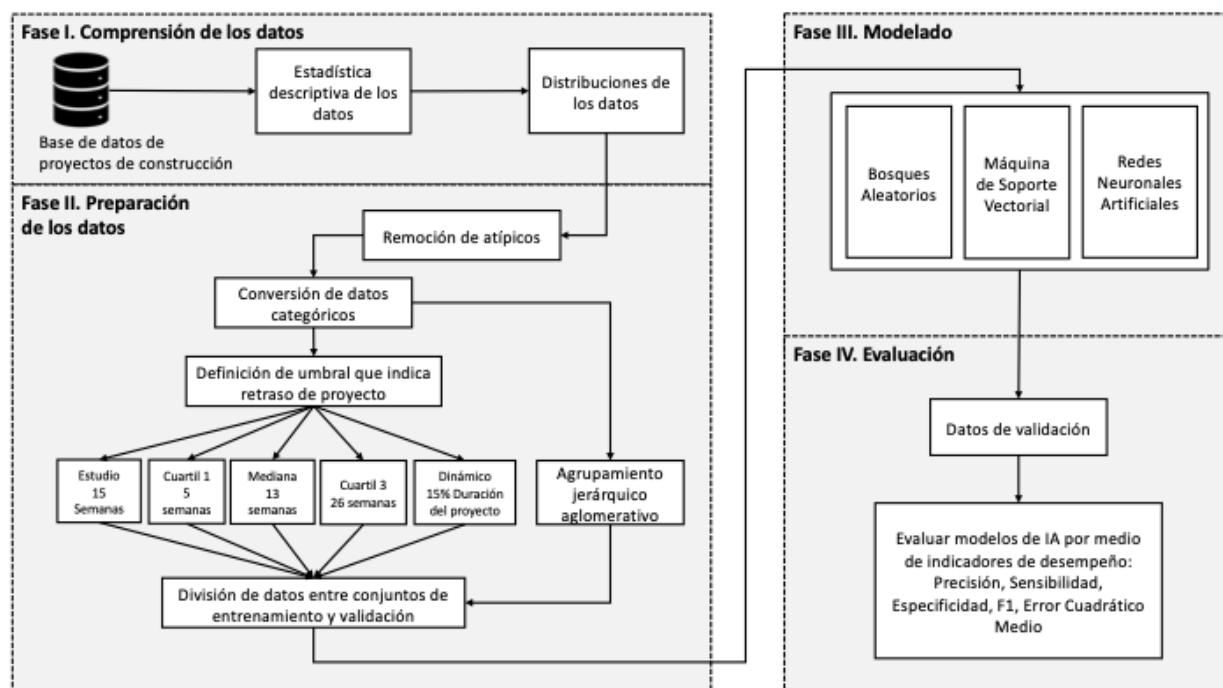 Fase I. Comprensión de los datos
Base de datos de
proyectos de construcción
Estadística
descriptiva de los
datos
Distribuciones de
los datos
Fase II. Preparación
de los datos
Remoción de atípicos
Conversión de datos
categóricos
Definición de umbral que indica
retraso de proyecto
Estudio
15
Semanas
Cuartil 1
5
semanas
Mediana
13
semanas
Cuartil 3
26 semanas
Dinámico
15% Duración
del proyecto
Agrupamiento
jerárquico
aglomerativo
División de datos entre conjuntos de
entrenamiento y validación
Fase III. Modelado
Bosques
Aleatorios
Máquina
de Soporte
Vectorial
Redes
Neuronales
Artificiales
Fase IV. Evaluación
Datos de validación
Evaluar modelos de IA por medio
de indicadores de desempeño:
Precisión, Sensibilidad,
Especificidad, F1, Error Cuadrático
Medio